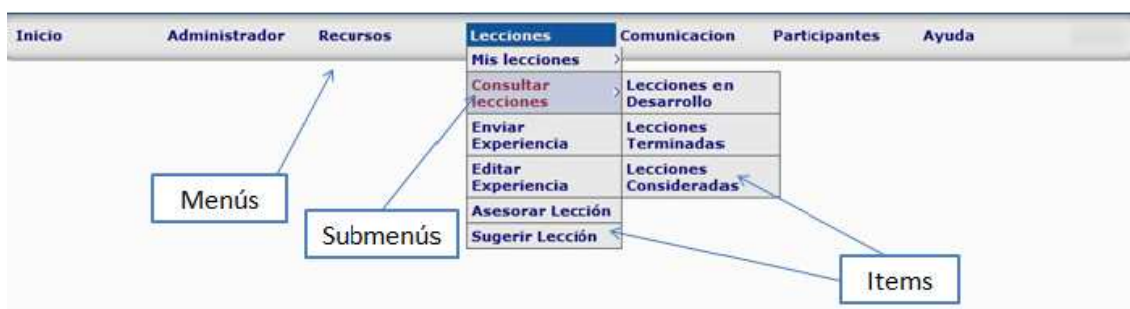 Inicio Administrador Recursos Lecciones Comunicacion Participantes Ayuda
Mis lecciones >
Consultar
lecciones >
Lecciones en
Desarrollo
Enviar
Experiencia
Lecciones
Terminadas
Editar
Experiencia
Lecciones
Consideradas
Asesorar Lección
Sugerir Lección
Menús
Submenús
Items